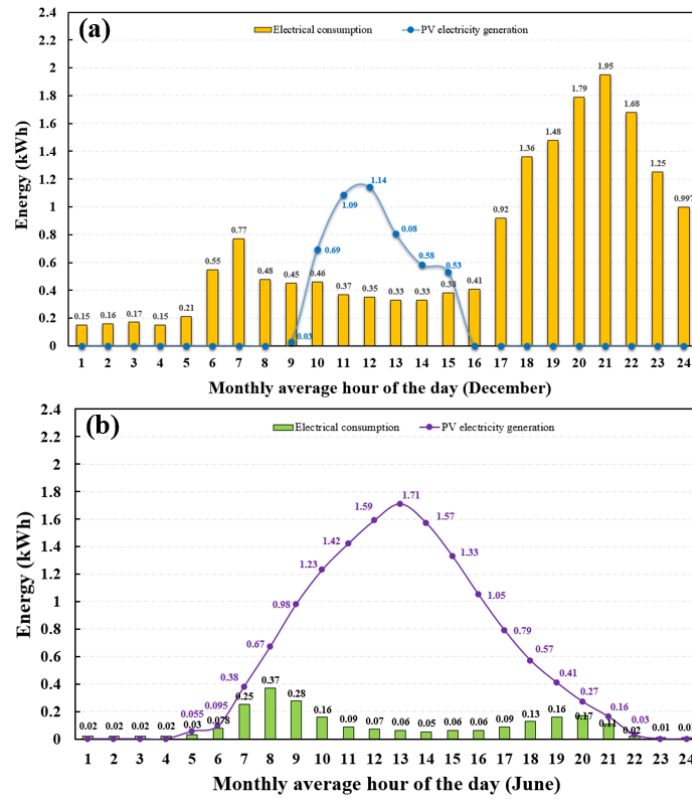 (a)
Electrical consumption PV electricity generation
Energy (kWh)
2.4
2.2
2
1.8
1.6
1.4
1.2
1
0.8
0.6
0.4
0.2
0
0.15 0.16 0.17 0.15 0.21 0.55 0.77 0.48 0.45 0.46 0.37 0.35 0.33 0.33 0.38 0.41 0.92 1.36 1.48 1.79 1.95 1.68 1.25 0.997
0.03 0.69 1.09 1.14 0.08 0.58 0.53
1 2 3 4 5 6 7 8 9 10 11 12 13 14 15 16 17 18 19 20 21 22 23 24
Monthly average hour of the day (December)
(b)
Electrical consumption PV electricity generation
Energy (kWh)
2.4
2.2
2
1.8
1.6
1.4
1.2
1
0.8
0.6
0.4
0.2
0
0.055 0.095 0.38 0.67 0.98 1.23 1.42 1.59 1.71 1.57 1.33 1.05 0.79 0.57 0.41 0.27 0.16 0.03
0.02 0.02 0.02 0.02 0.03 0.078 0.25 0.37 0.28 0.16 0.09 0.07 0.06 0.05 0.06 0.06 0.09 0.13 0.16 0.17 0.11 0.02 0.01
1 2 3 4 5 6 7 8 9 10 11 12 13 14 15 16 17 18 19 20 21 22 23 24
Monthly average hour of the day (June)